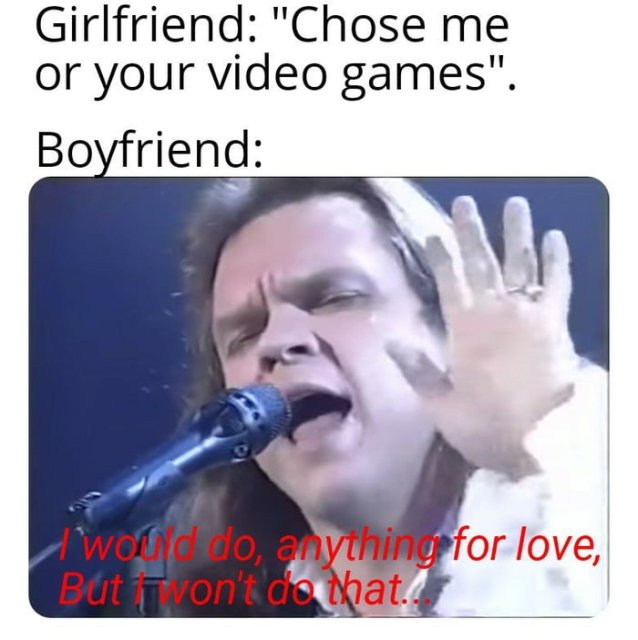 Girlfriend: "Chose me
or your video games".
Boyfriend:
I would do, anything for love,
But I won't do that...